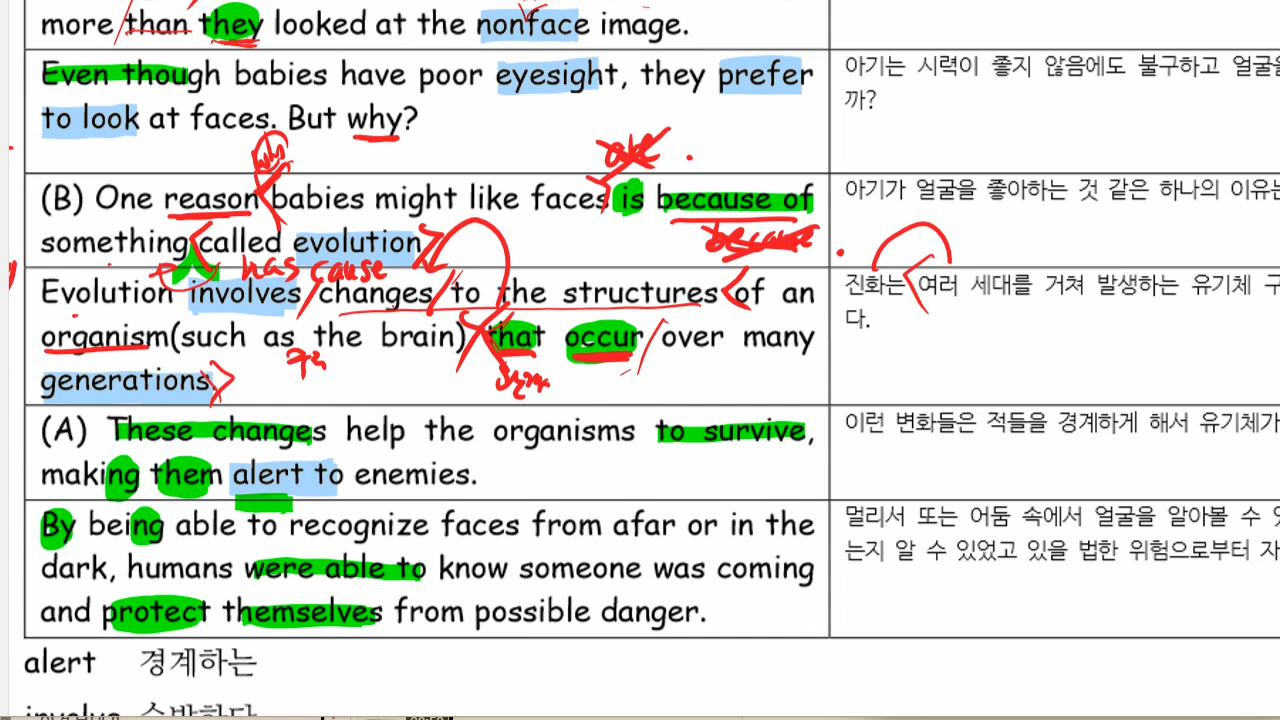 more than they looked at the nonface image.
Even though babies have poor eyesight, they prefer
to look at faces. But why?
아기는 시력이 좋지 않음에도 불구하고 얼굴을
까?
why
are
(B) One reason babies might like faces is because of
something called evolution.
because
아기가 얼굴을 좋아하는 것 같은 하나의 이유는
has cause
Evolution involves changes to the structures of an
organism(such as the brain) that occur over many
generations.
진화는 여러 세대를 거쳐 발생하는 유기체 구
다.
(A) These changes help the organisms to survive,
making them alert to enemies.
이런 변화들은 적들을 경계하게 해서 유기체가
By being able to recognize faces from afar or in the
dark, humans were able to know someone was coming
and protect themselves from possible danger.
멀리서 또는 어둠 속에서 얼굴을 알아볼 수 있
는지 알 수 있었고 있을 법한 위험으로부터 자
alert 경계하는
involve 수반하다